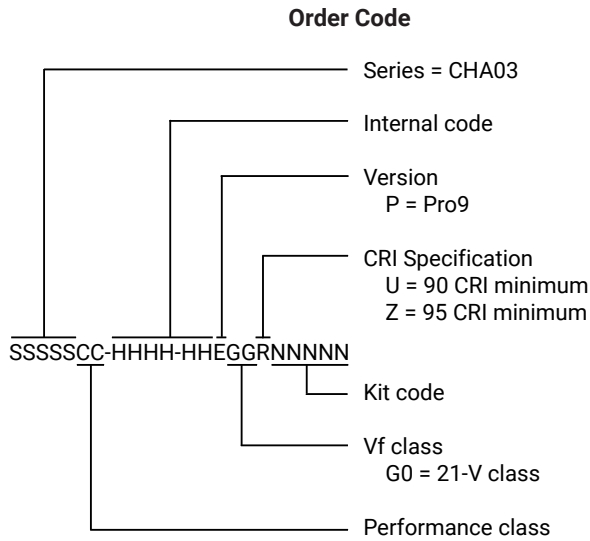 Order Code
Series = CHA03
Internal code
Version
P = Pro9
CRI Specification
U = 90 CRI minimum
Z = 95 CRI minimum
SSSSSCC-HHHH-HHEGGRNNNNN
Kit code
Vf class
G0 = 21-V class
Performance class